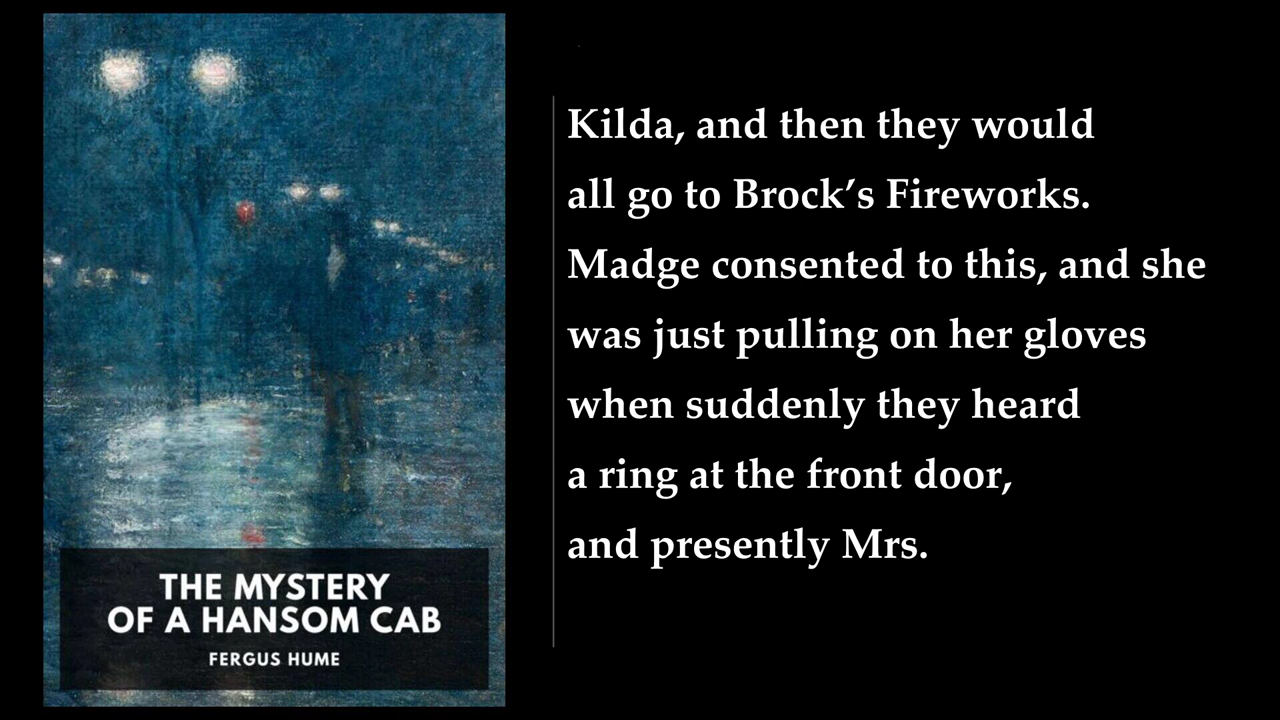 THE MYSTERY
OF A HANSOM CAB
FERGUS HUME
Kilda, and then they would
all go to Brock’s Fireworks.
Madge consented to this, and she
was just pulling on her gloves
when suddenly they heard
a ring at the front door,
and presently Mrs.